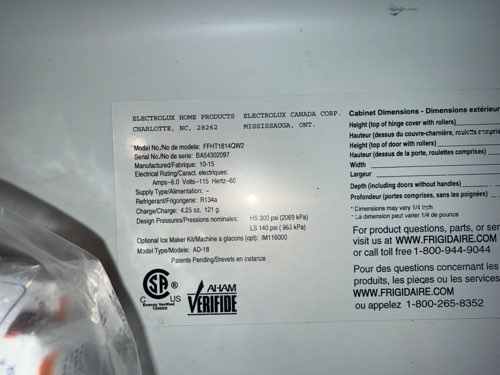 ELECTROLUX HOME PRODUCTS ELECTROLUX CANADA CORP.
CHARLOTTE, NC, 28262 MISSISSAUGA, ONT.
Model No./No de modele: FFHT1814QW2
Serial No./No de serie: BA54302097
Manufactured/Fabrique: 10-15
Electrical Rating/Caract. electriques:
Amps-6.0 Volts-115 Hertz-60
Supply Type/Alimentation: -
Refrigerant/Frigorigene: R134a
Charge/Charge: 4.25 oz. 121 g.
Design Pressures/Pressions nominales: HS 300 psi (2069 kPa)
LS 140 psi ( 965 kPa)
Optional Ice Maker Kit/Machine a glacons (opt): IM116000
Model Type/Modele: AD-18
Patents Pending/Brevets en instance
SA
C US
Energy Verified
AHAM
VERIFIDE
Cabinet Dimensions - Dimensions extérieur
Height (top of hinge cover with rollers)
Hauteur (dessus du couvre-charnière, roulettes comprises)
Height (top of door with rollers)
Hauteur (dessus de la porte, roulettes comprises)
Width
Largeur
Depth (including doors without handles)
Profondeur (portes comprises, sans les poignées)
* Dimensions may vary 1/4 inch
*La dimension peut varier 1/4 de pounce
For product questions, parts, or ser
visit us at WWW.FRIGIDAIRE.COM
or call toll free 1-800-944-9044
Pour des questions concernant les
produits, les pieçes ou les services
WWW.FRIGIDAIRE.COM
ou appelez 1-800-265-8352